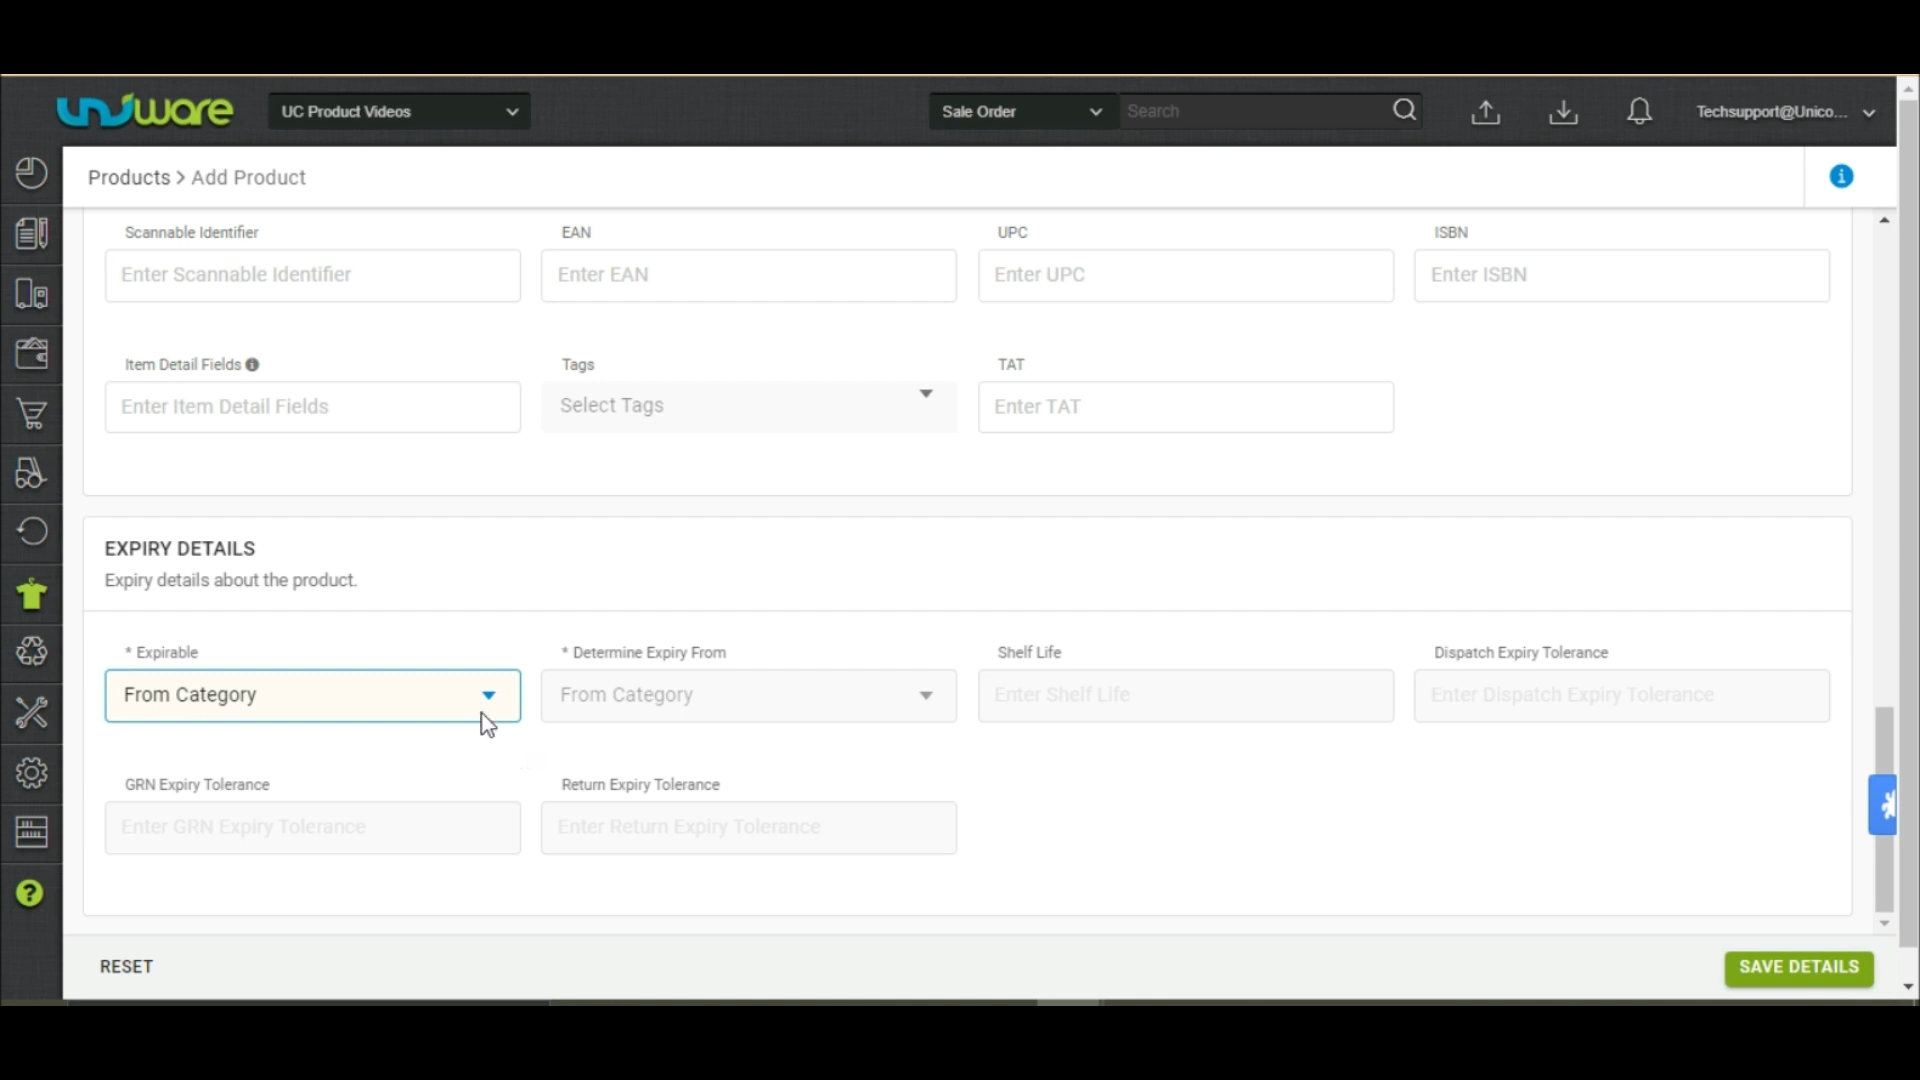 uniware
UC Product Videos
Sale Order
Search
Techsupport@Unico...
Products > Add Product
Scannable Identifier
EAN
UPC
ISBN
Enter Scannable Identifier
Enter EAN
Enter UPC
Enter ISBN
Item Detail Fields
Tags
TAT
Enter Item Detail Fields
Select Tags
Enter TAT
EXPIRY DETAILS
Expiry details about the product.
* Expirable
* Determine Expiry From
Shelf Life
Dispatch Expiry Tolerance
From Category
From Category
Enter Shelf Life
Enter Dispatch Expiry Tolerance
GRN Expiry Tolerance
Return Expiry Tolerance
Enter GRN Expiry Tolerance
Enter Return Expiry Tolerance
RESET
SAVE DETAILS